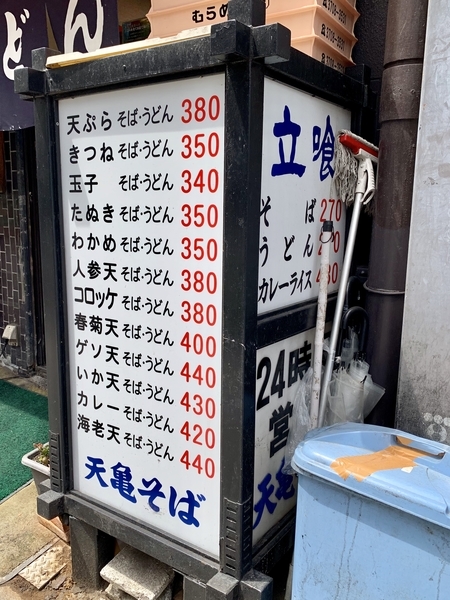 どん
むらめ
天ぷら そば・うどん 380
きつね そば・うどん 350
玉子 そば・うどん 340
たぬき そば・うどん 350
わかめ そば・うどん 350
人参天 そば・うどん 380
コロッケ そば・うどん 380
春菊天 そば・うどん 400
ゲソ天 そば・うどん 440
いか天 そば・うどん 430
カレー そば・うどん 420
海老天 そば・うどん 440
天亀そば
立喰
そば 270
うどん
カレーライス
24時
営
天亀